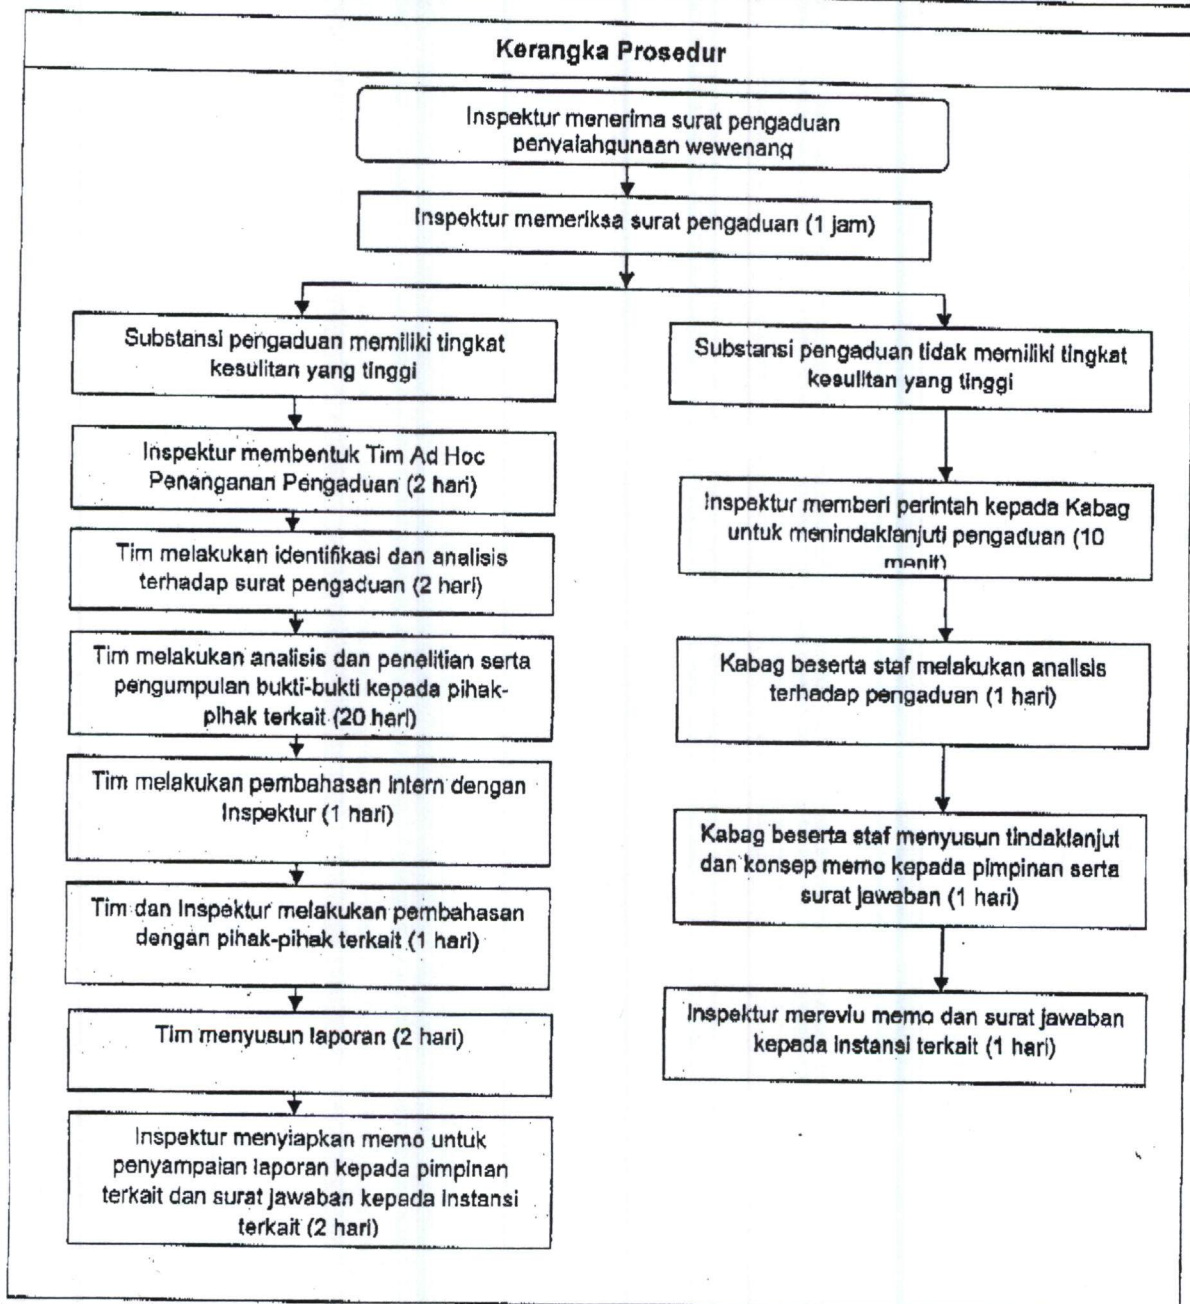 Kerangka Prosedur
Inspektur menerima surat pengaduan
penyalahgunaan wewenang
Inspektur memeriksa surat pengaduan (1 jam)
Substansi pengaduan memiliki tingkat
kesulitan yang tinggi
Inspektur membentuk Tim Ad Hoc
Penanganan Pengaduan (2 hari)
Tim melakukan identifikasi dan analisis
terhadap surat pengaduan (2 hari)
Tim melakukan analisis dan penelitian serta
pengumpulan bukti-bukti kepada pihak-
pihak terkait (20 hari)
Tim melakukan pembahasan intern dengan
Inspektur (1 hari)
Tim dan Inspektur melakukan pembahasan
dengan pihak-pihak terkait (1 hari)
Tim menyusun laporan (2 hari)
Inspektur menyiapkan memo untuk
penyampaian laporan kepada pimpinan
terkait dan surat jawaban kepada instansi
terkait (2 hari)
Substansi pengaduan tidak memiliki tingkat
kesulitan yang tinggi
Inspektur memberi perintah kepada Kabag
untuk menindaklanjuti pengaduan (10
menit)
Kabag beserta staf melakukan analisis
terhadap pengaduan (1 hari)
Kabag beserta staf menyusun tindaklanjut
dan konsep memo kepada pimpinan serta
surat jawaban (1 hari)
Inspektur mereviu memo dan surat jawaban
kepada instansi terkait (1 hari)